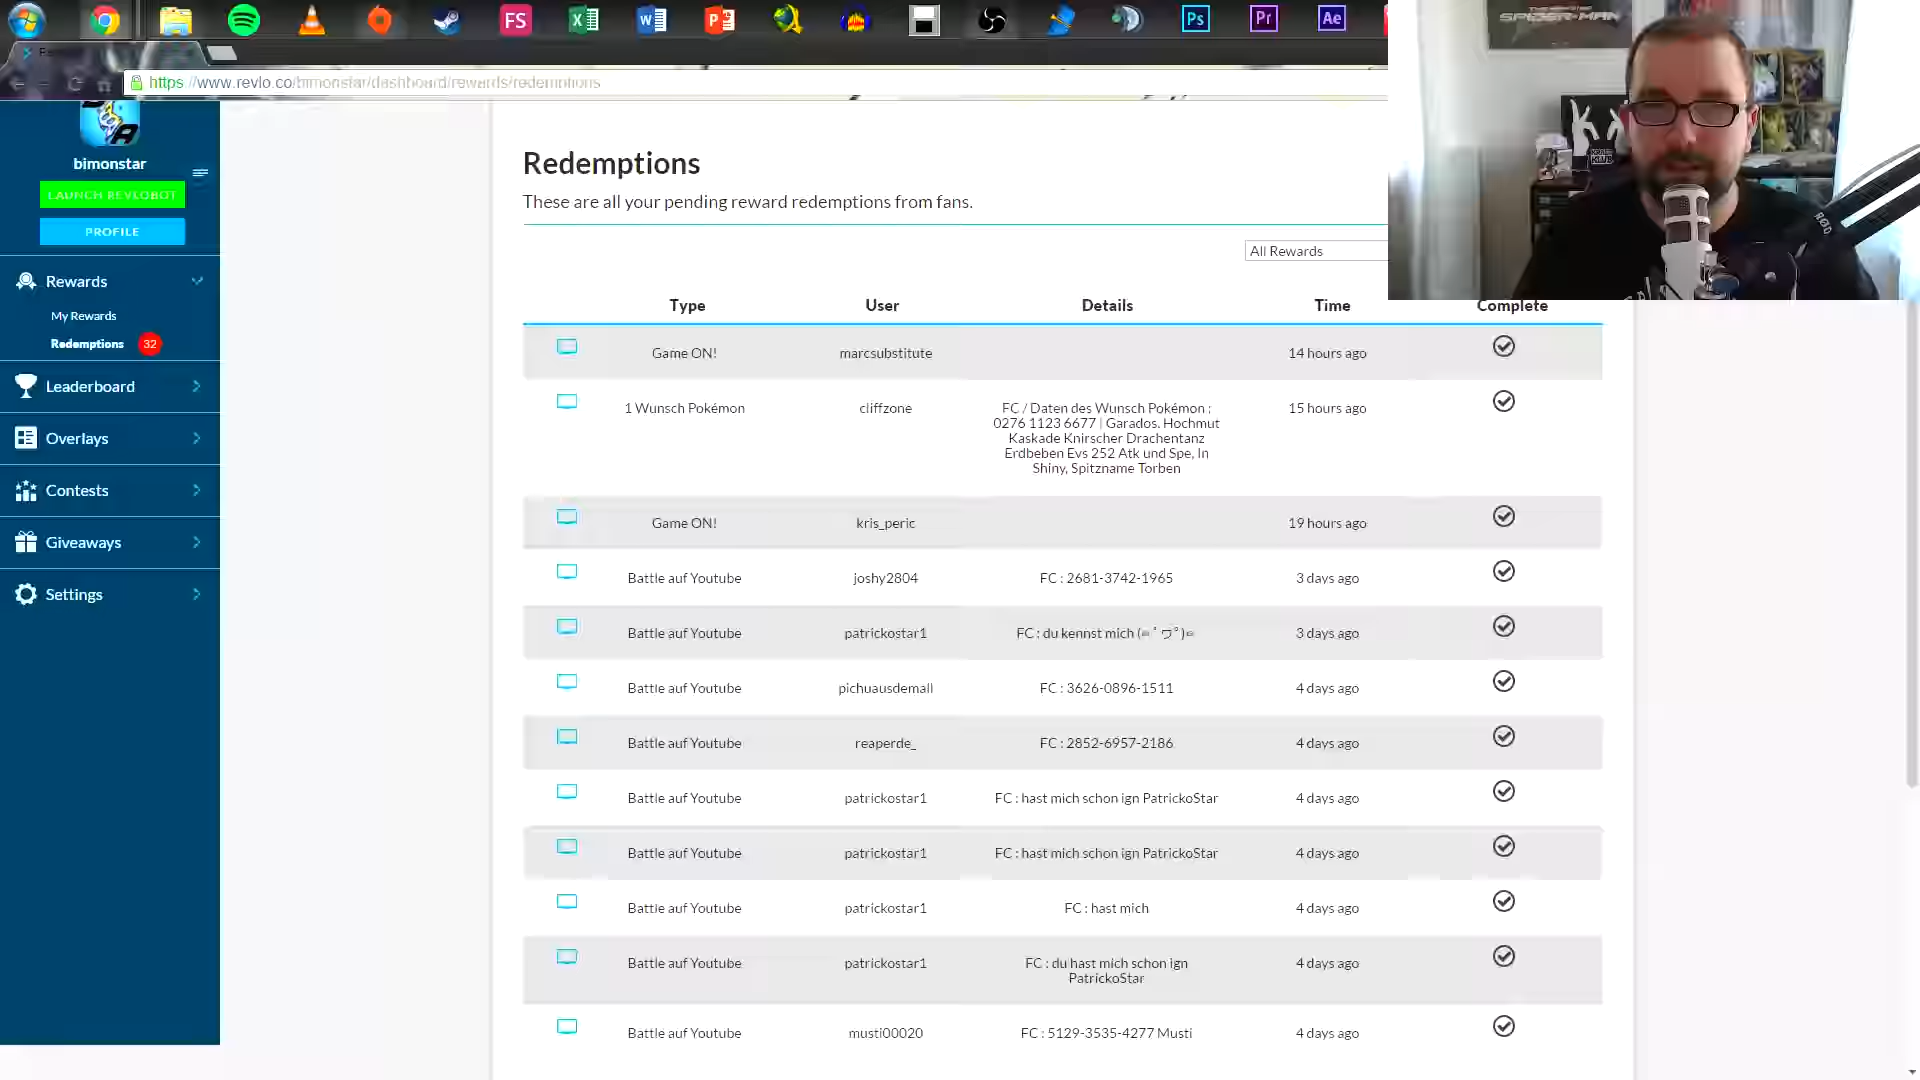 FS
Ps
Pr
Ae
https://www.revlo.co/bimonstar/dashboard/rewards/redemptions
bimonstar
LAUNCH REVLOBOT
PROFILE
Rewards
My Rewards
Redemptions 32
Leaderboard
Overlays
Contests
Giveaways
Settings
Redemptions
These are all your pending reward redemptions from fans.
All Rewards
Type User Details Time Complete
Game ON! marcsubstitute 14 hours ago
1 Wunsch Pokémon cliffzone FC / Daten des Wunsch Pokémon : 15 hours ago
0276 1123 6677 | Garados. Hochmut
Kaskade Knirscher Drachentanz
Erdbeben Evs 252 Atk und Spe, In
Shiny, Spitzname Torben
Game ON! kris_peric 19 hours ago
Battle auf Youtube joshy2804 FC : 2681-3742-1965 3 days ago
Battle auf Youtube patrickostar1 FC : du kennst mich 3 days ago
Battle auf Youtube pichuausdemall FC : 3626-0896-1511 4 days ago
Battle auf Youtube reaperde_ FC : 2852-6957-2186 4 days ago
Battle auf Youtube patrickostar1 FC : hast mich schon ign PatrickoStar 4 days ago
Battle auf Youtube patrickostar1 FC : hast mich schon ign PatrickoStar 4 days ago
Battle auf Youtube patrickostar1 FC : hast mich 4 days ago
Battle auf Youtube patrickostar1 FC : du hast mich schon ign 4 days ago
PatrickoStar
Battle auf Youtube musti00020 FC : 5129-3535-4277 Musti 4 days ago
SPIDER-MAN
RØDE